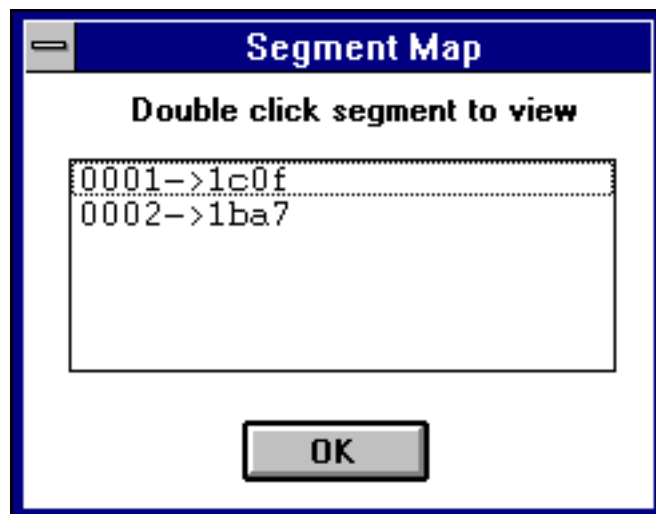 Segment Map
Double click segment to view
0001->1c0f
0002->1ba7
OK